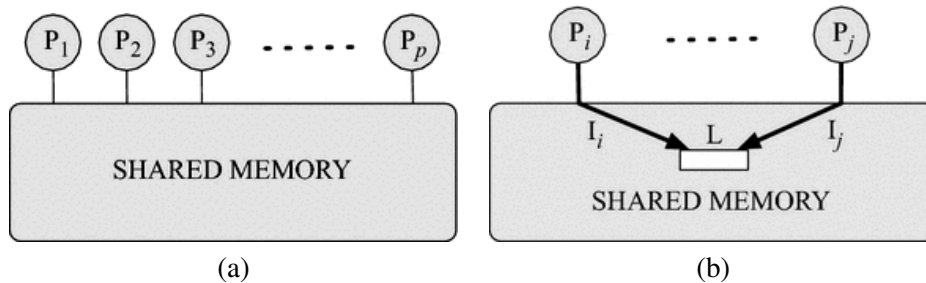 P₁ P₂ P₃ ..... Pₚ
SHARED MEMORY
(a)
Pᵢ ..... Pⱼ
Iᵢ L Iⱼ
SHARED MEMORY
(b)